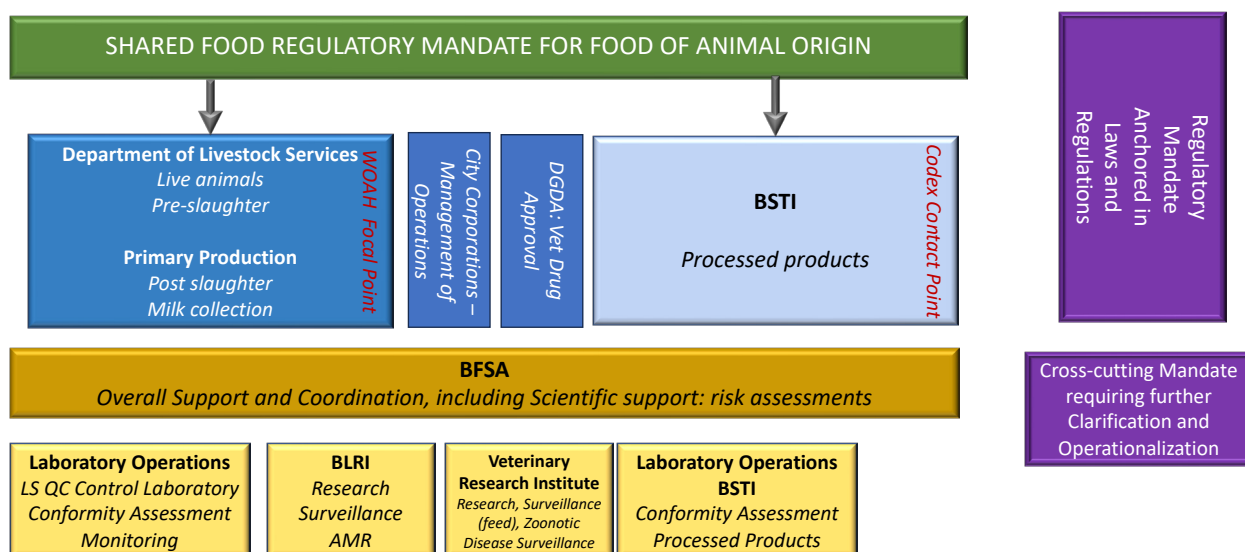 SHARED FOOD REGULATORY MANDATE FOR FOOD OF ANIMAL ORIGIN
Department of Livestock Services
Live animals
Pre-slaughter
Primary Production
Post slaughter
Milk collection
WOAH Focal Point
City Corporations –
Management of
Operations
DGDA: Vet Drug
Approval
BSTI
Processed products
Codex Contact Point
Regulatory
Mandate
Anchored in
Laws and
Regulations
BFSA
Overall Support and Coordination, including Scientific support: risk assessments
Cross-cutting Mandate
requiring further
Clarification and
Operationalization
Laboratory Operations
LS QC Control Laboratory
Conformity Assessment
Monitoring
BLRI
Research
Surveillance
AMR
Veterinary
Research Institute
Research, Surveillance
(feed), Zoonotic
Disease Surveillance
Laboratory Operations
BSTI
Conformity Assessment
Processed Products